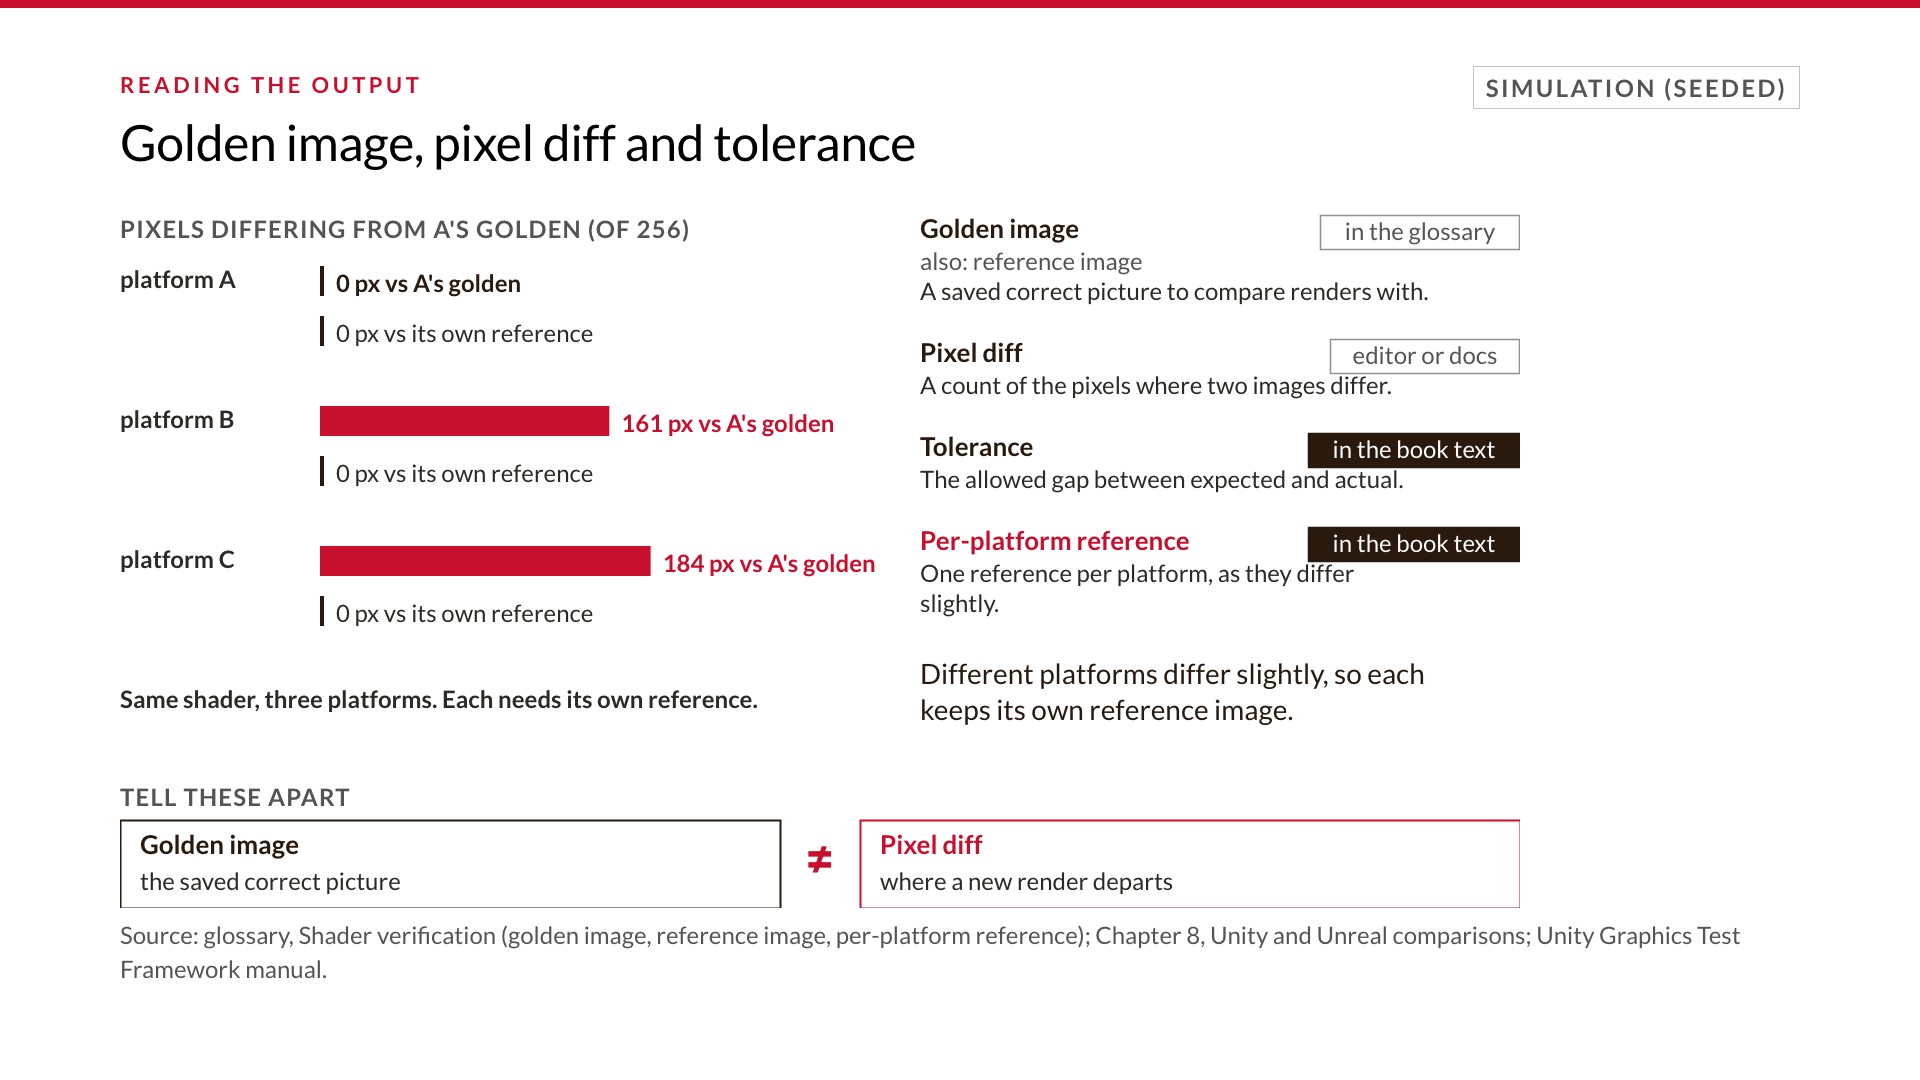 READING THE OUTPUT
SIMULATION (SEEDED)
Golden image, pixel diff and tolerance
PIXELS DIFFERING FROM A'S GOLDEN (OF 256)
platform A
0 px vs A's golden
0 px vs its own reference
platform B
161 px vs A's golden
0 px vs its own reference
platform C
184 px vs A's golden
0 px vs its own reference
Same shader, three platforms. Each needs its own reference.
Golden image
in the glossary
also: reference image
A saved correct picture to compare renders with.
Pixel diff
editor or docs
A count of the pixels where two images differ.
Tolerance
in the book text
The allowed gap between expected and actual.
Per-platform reference
in the book text
One reference per platform, as they differ
slightly.
Different platforms differ slightly, so each
keeps its own reference image.
TELL THESE APART
Golden image
the saved correct picture
≠
Pixel diff
where a new render departs
Source: glossary, Shader verification (golden image, reference image, per-platform reference); Chapter 8, Unity and Unreal comparisons; Unity Graphics Test
Framework manual.